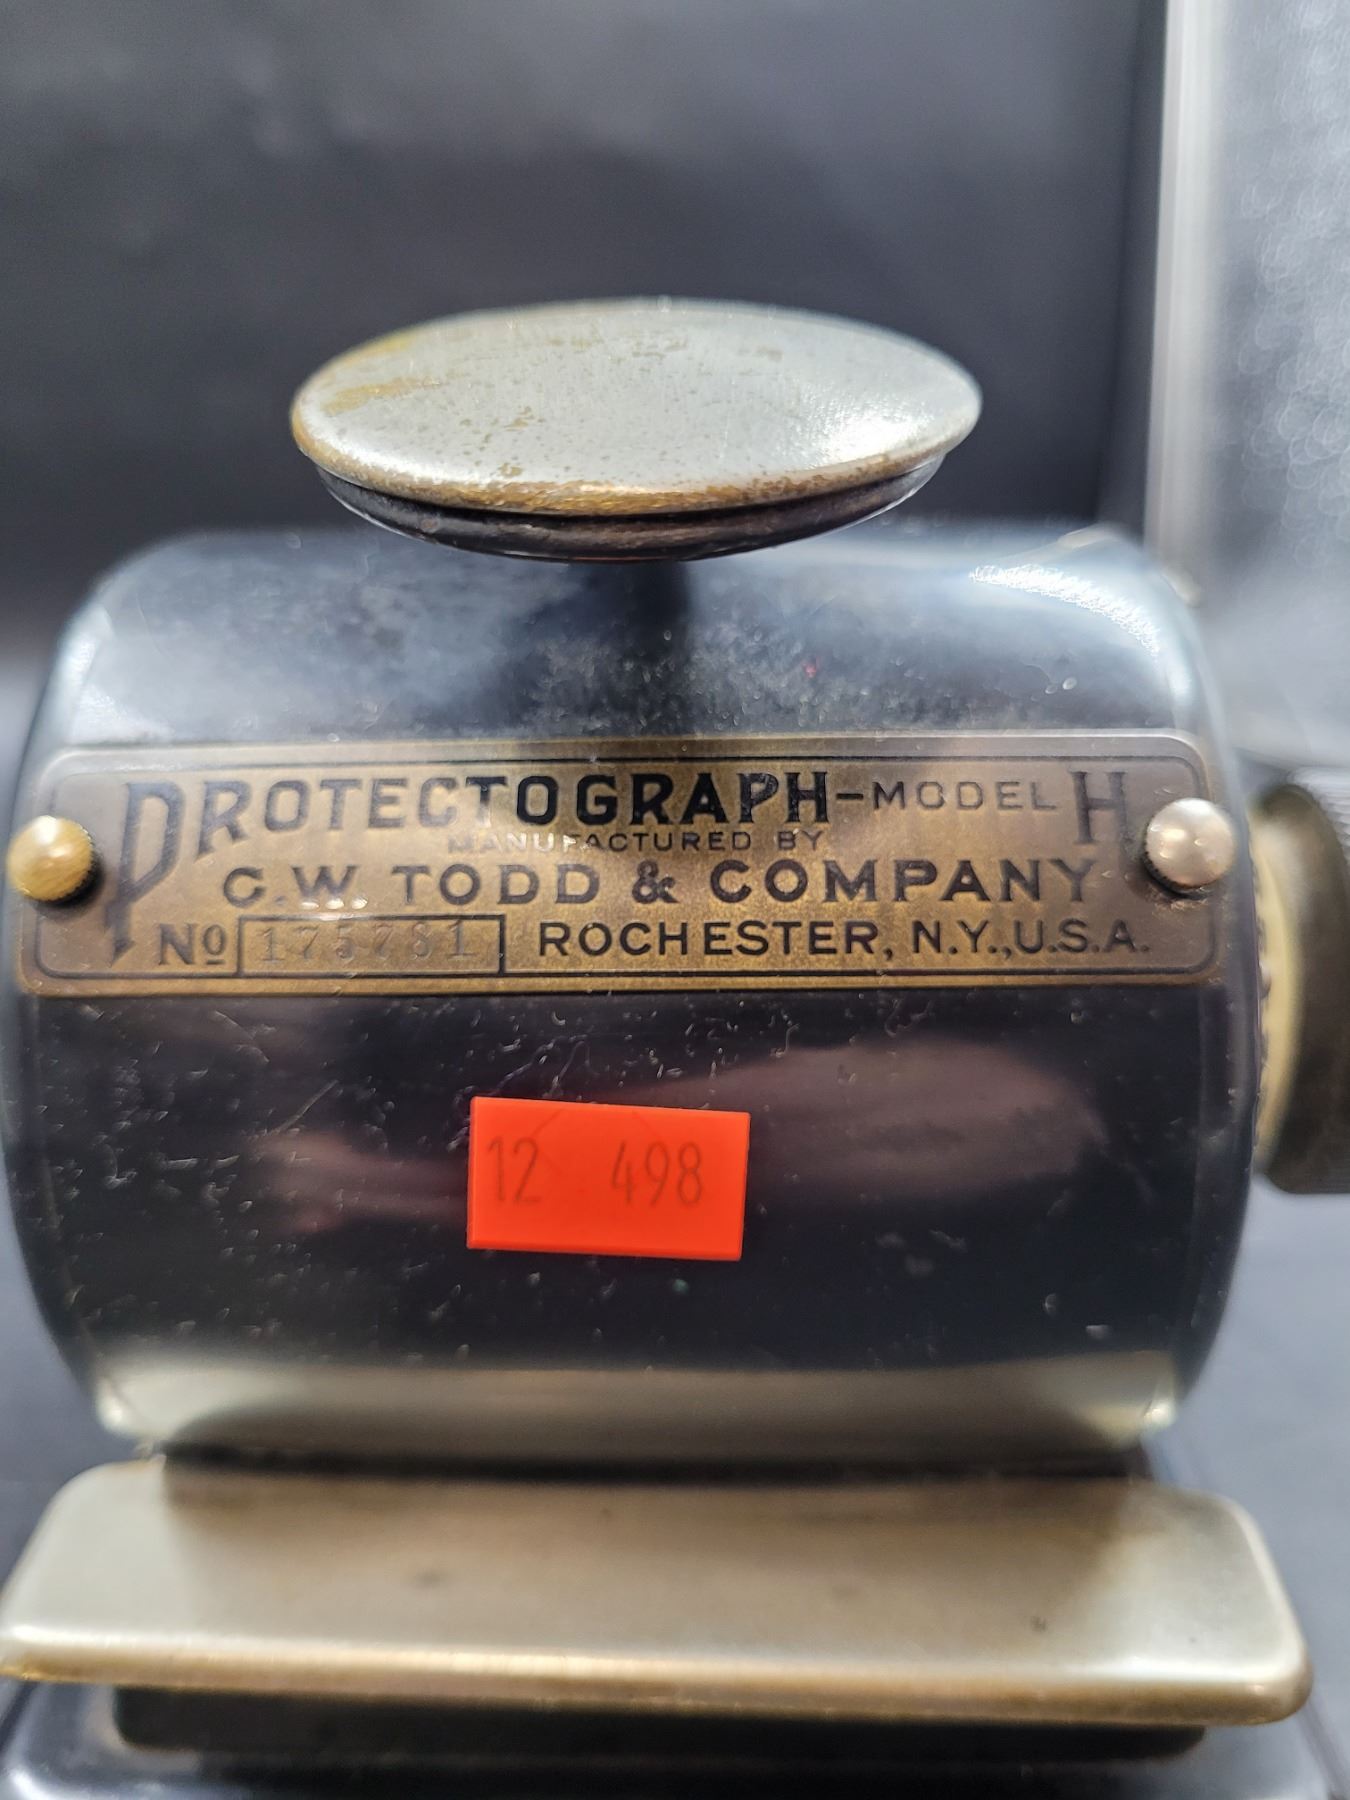 PROTECTOGRAPH-MODEL H
MANUFACTURED BY
G.W. TODD & COMPANY
No 175781 ROCHESTER, N.Y., U.S.A.
12 498